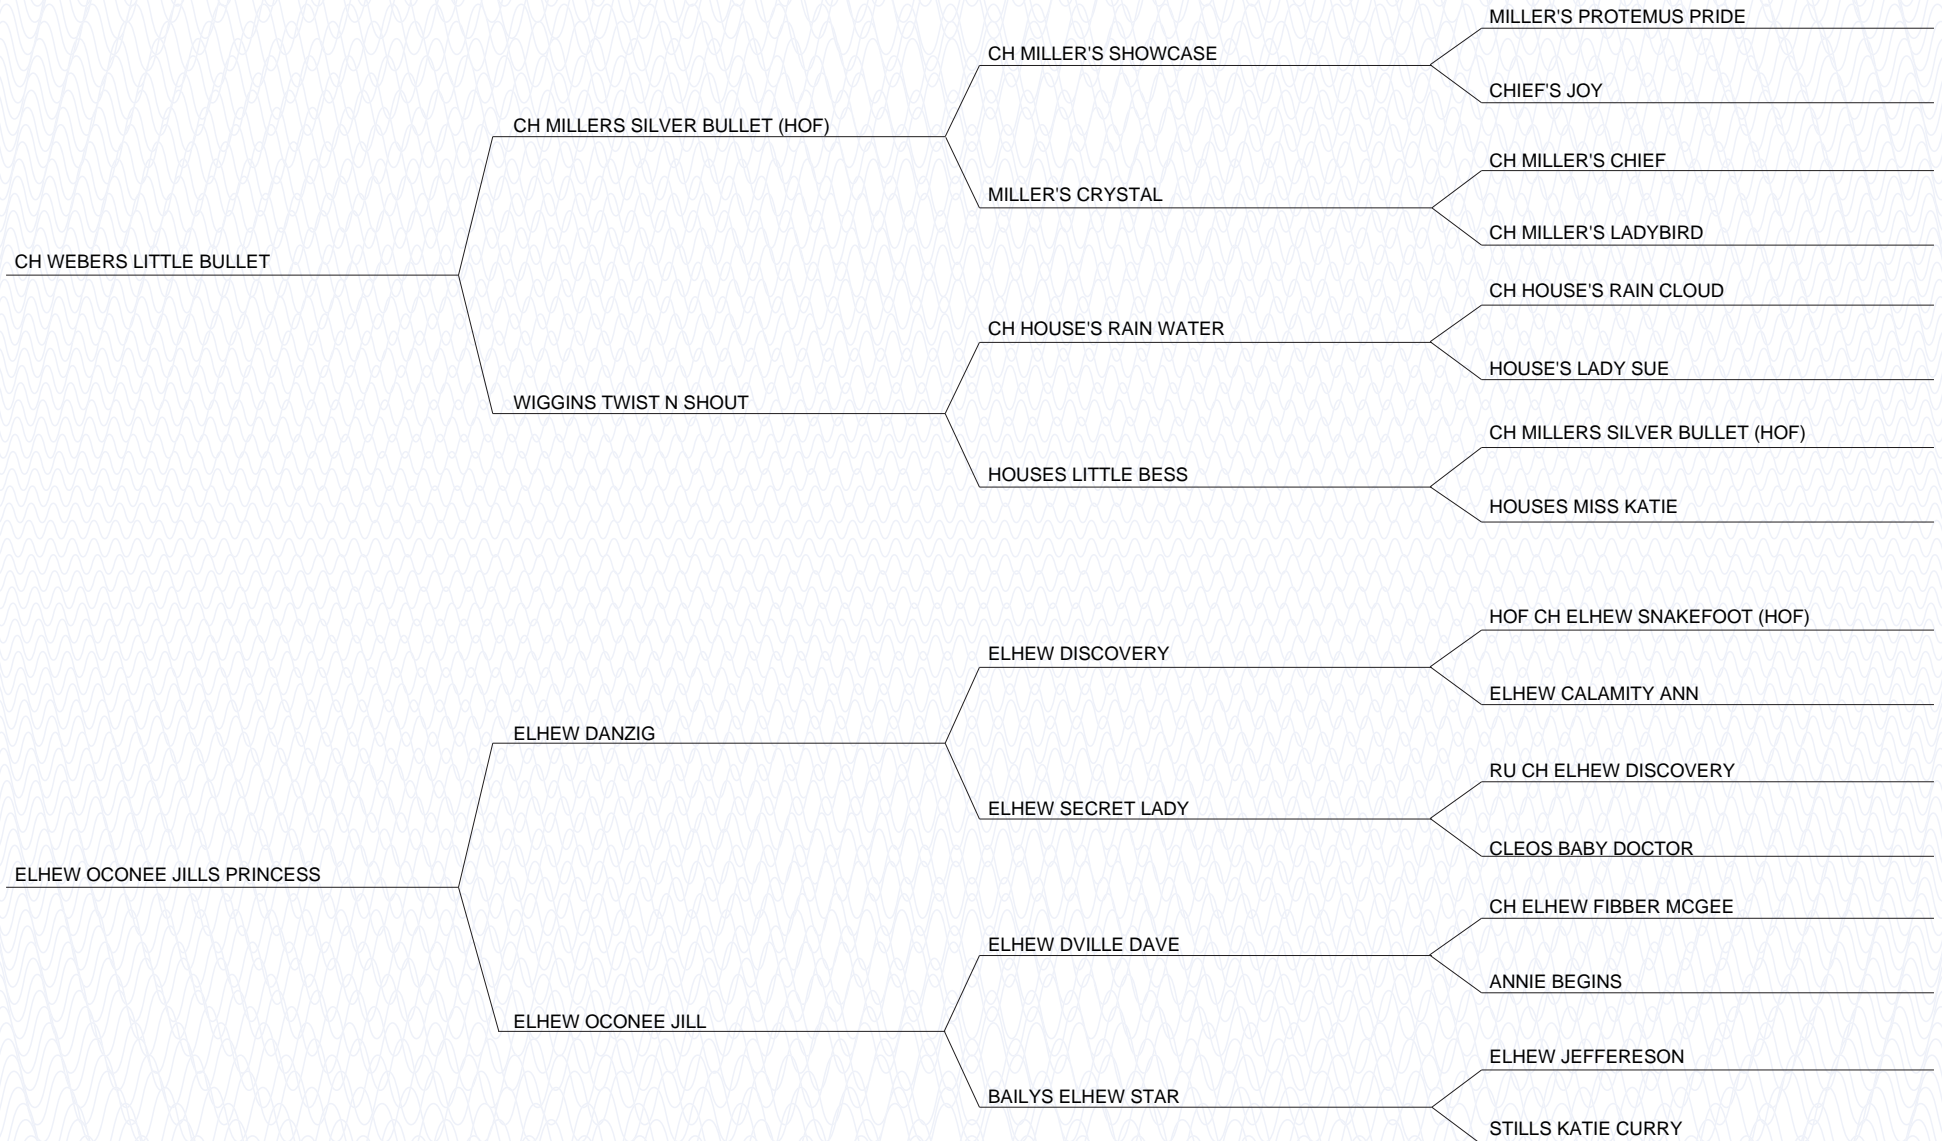 MILLER'S PROTEMUS PRIDE
CH MILLER'S SHOWCASE
CHIEF'S JOY
CH MILLERS SILVER BULLET (HOF)
CH MILLER'S CHIEF
MILLER'S CRYSTAL
CH MILLER'S LADYBIRD
CH WEBERS LITTLE BULLET
CH HOUSE'S RAIN CLOUD
CH HOUSE'S RAIN WATER
HOUSE'S LADY SUE
WIGGINS TWIST N SHOUT
CH MILLERS SILVER BULLET (HOF)
HOUSES LITTLE BESS
HOUSES MISS KATIE
HOF CH ELHEW SNAKEFOOT (HOF)
ELHEW DISCOVERY
ELHEW CALAMITY ANN
ELHEW DANZIG
RU CH ELHEW DISCOVERY
ELHEW SECRET LADY
CLEOS BABY DOCTOR
ELHEW OCONEE JILLS PRINCESS
CH ELHEW FIBBER MCGEE
ELHEW DVILLE DAVE
ANNIE BEGINS
ELHEW OCONEE JILL
ELHEW JEFFERESON
BAILYS ELHEW STAR
STILLS KATIE CURRY